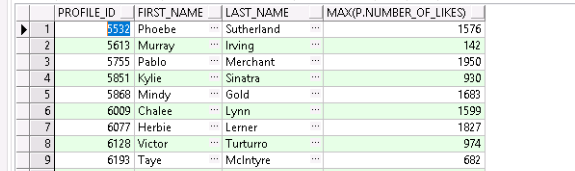 PROFILE_ID FIRST_NAME LAST_NAME MAX(P.NUMBER_OF_LIKES)
1 5532 Phoebe ... Sutherland ... 1576
2 5613 Murray ... Irving ... 142
3 5755 Pablo ... Merchant ... 1950
4 5851 Kylie ... Sinatra ... 930
5 5868 Mindy ... Gold ... 1683
6 6009 Chalee ... Lynn ... 1599
7 6077 Herbie ... Lerner ... 1827
8 6128 Victor ... Turturro ... 974
9 6193 Taye ... McIntyre ... 682